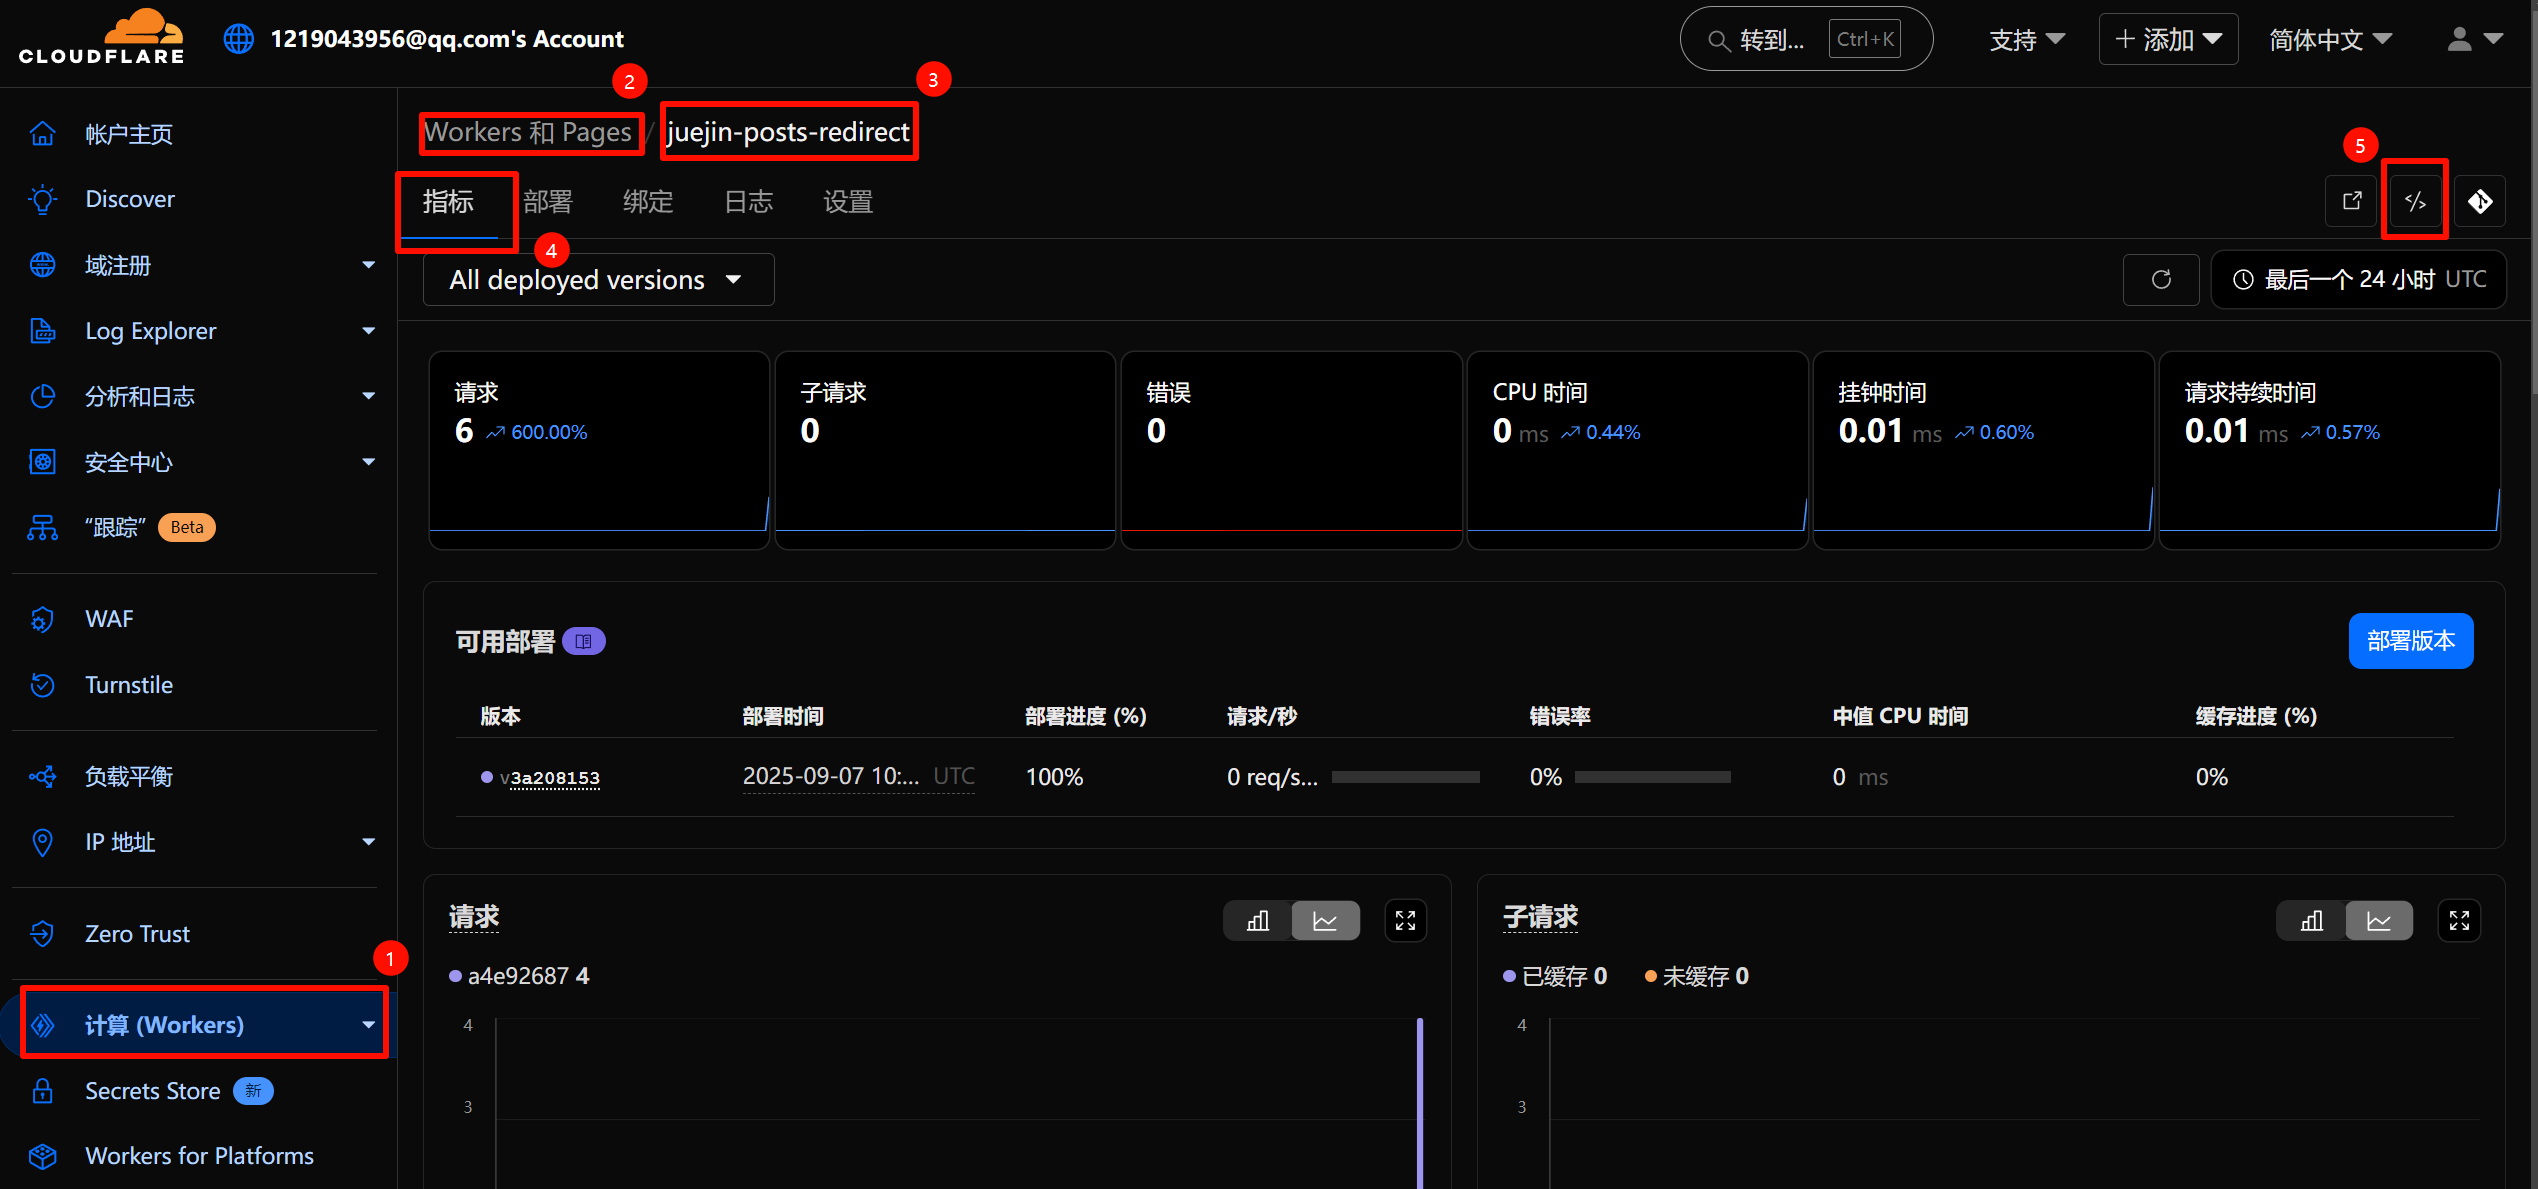 CLOUDFLARE
1219043956@qq.com's Account
转到... Ctrl+K
支持
添加
简体中文
帐户主页
Discover
域注册
Log Explorer
分析和日志
安全中心
“跟踪” Beta
WAF
Turnstile
负载平衡
IP 地址
Zero Trust
1
计算 (Workers)
Secrets Store 新
Workers for Platforms
2
3
Workers 和 Pages / juejin-posts-redirect
5
指标 部署 绑定 日志 设置
</>
4
All deployed versions
最后一个 24 小时 UTC
请求
6 600.00%
子请求
0
错误
0
CPU 时间
0 ms 0.44%
挂钟时间
0.01 ms 0.60%
请求持续时间
0.01 ms 0.57%
可用部署
部署版本
版本 部署时间 部署进度 (%) 请求/秒 错误率 中值 CPU 时间 缓存进度 (%)
v3a208153 2025-09-07 10:... UTC 100% 0 req/s... 0% 0 ms 0%
请求
a4e92687 4
4
3
子请求
已缓存 0 未缓存 0
4
3